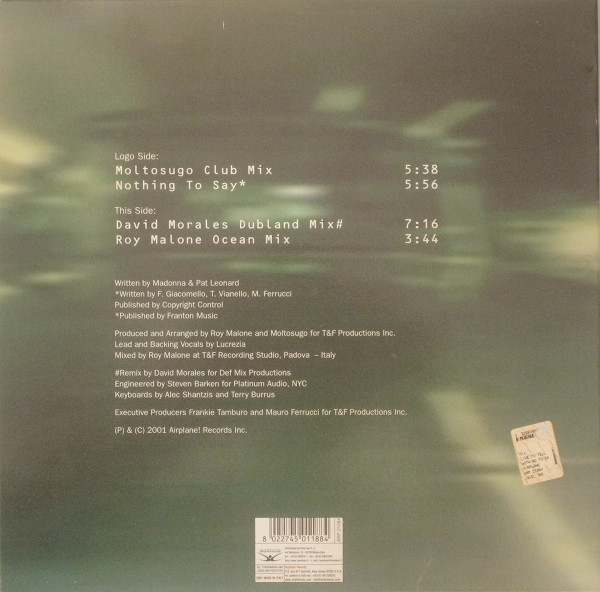 Logo Side:
Moltosugo Club Mix 5:38
Nothing To Say* 5:56
This Side:
David Morales Dubland Mix# 7:16
Roy Malone Ocean Mix 3:44
Written by Madonna & Pat Leonard
*Written by F. Giacomello, T. Vianello, M. Ferrucci
Published by Copyright Control
*Published by Franton Music
Produced and Arranged by Roy Malone and Moltosugo for T&F Productions Inc.
Lead and Backing Vocals by Lucrezia
Mixed by Roy Malone at T&F Recording Studio, Padova – Italy
#Remix by David Morales for Def Mix Productions
Engineered by Steven Barken for Platinum Audio, NYC
Keyboards by Alec Shantzis and Terry Burrus
Executive Producers Frankie Tamburo and Mauro Ferrucci for T&F Productions Inc.
(P) & (C) 2001 Airplane! Records Inc.
8 022745 011884